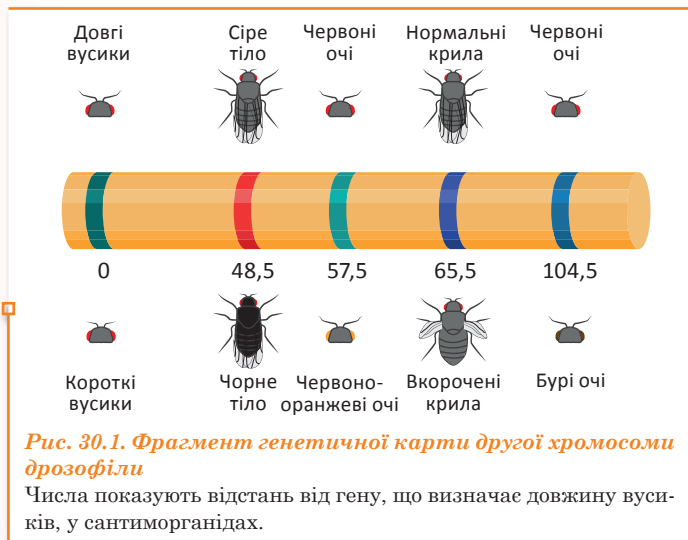 Довгі вусики
Сіре тіло
Червоні очі
Нормальні крила
Червоні очі
0 48,5 57,5 65,5 104,5
Короткі вусики
Чорне тіло
Червоно-оранжеві очі
Вкорочені крила
Бурі очі
Рис. 30.1. Фрагмент генетичної карти другої хромосоми
дрозофіли
Числа показують відстань від гену, що визначає довжину вуси-
ків, у сантиморганідах.